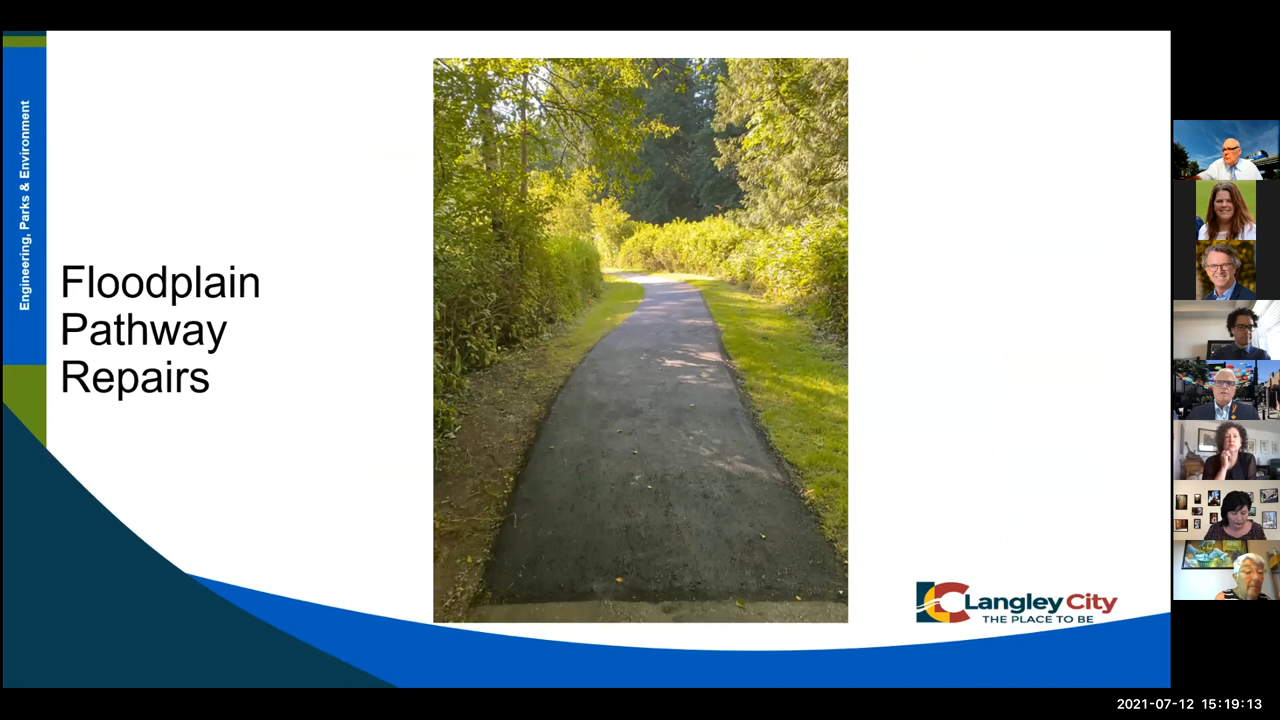 Engineering, Parks & Environment
Floodplain
Pathway
Repairs
Langley City
THE PLACE TO BE
2021-07-12 15:19:13